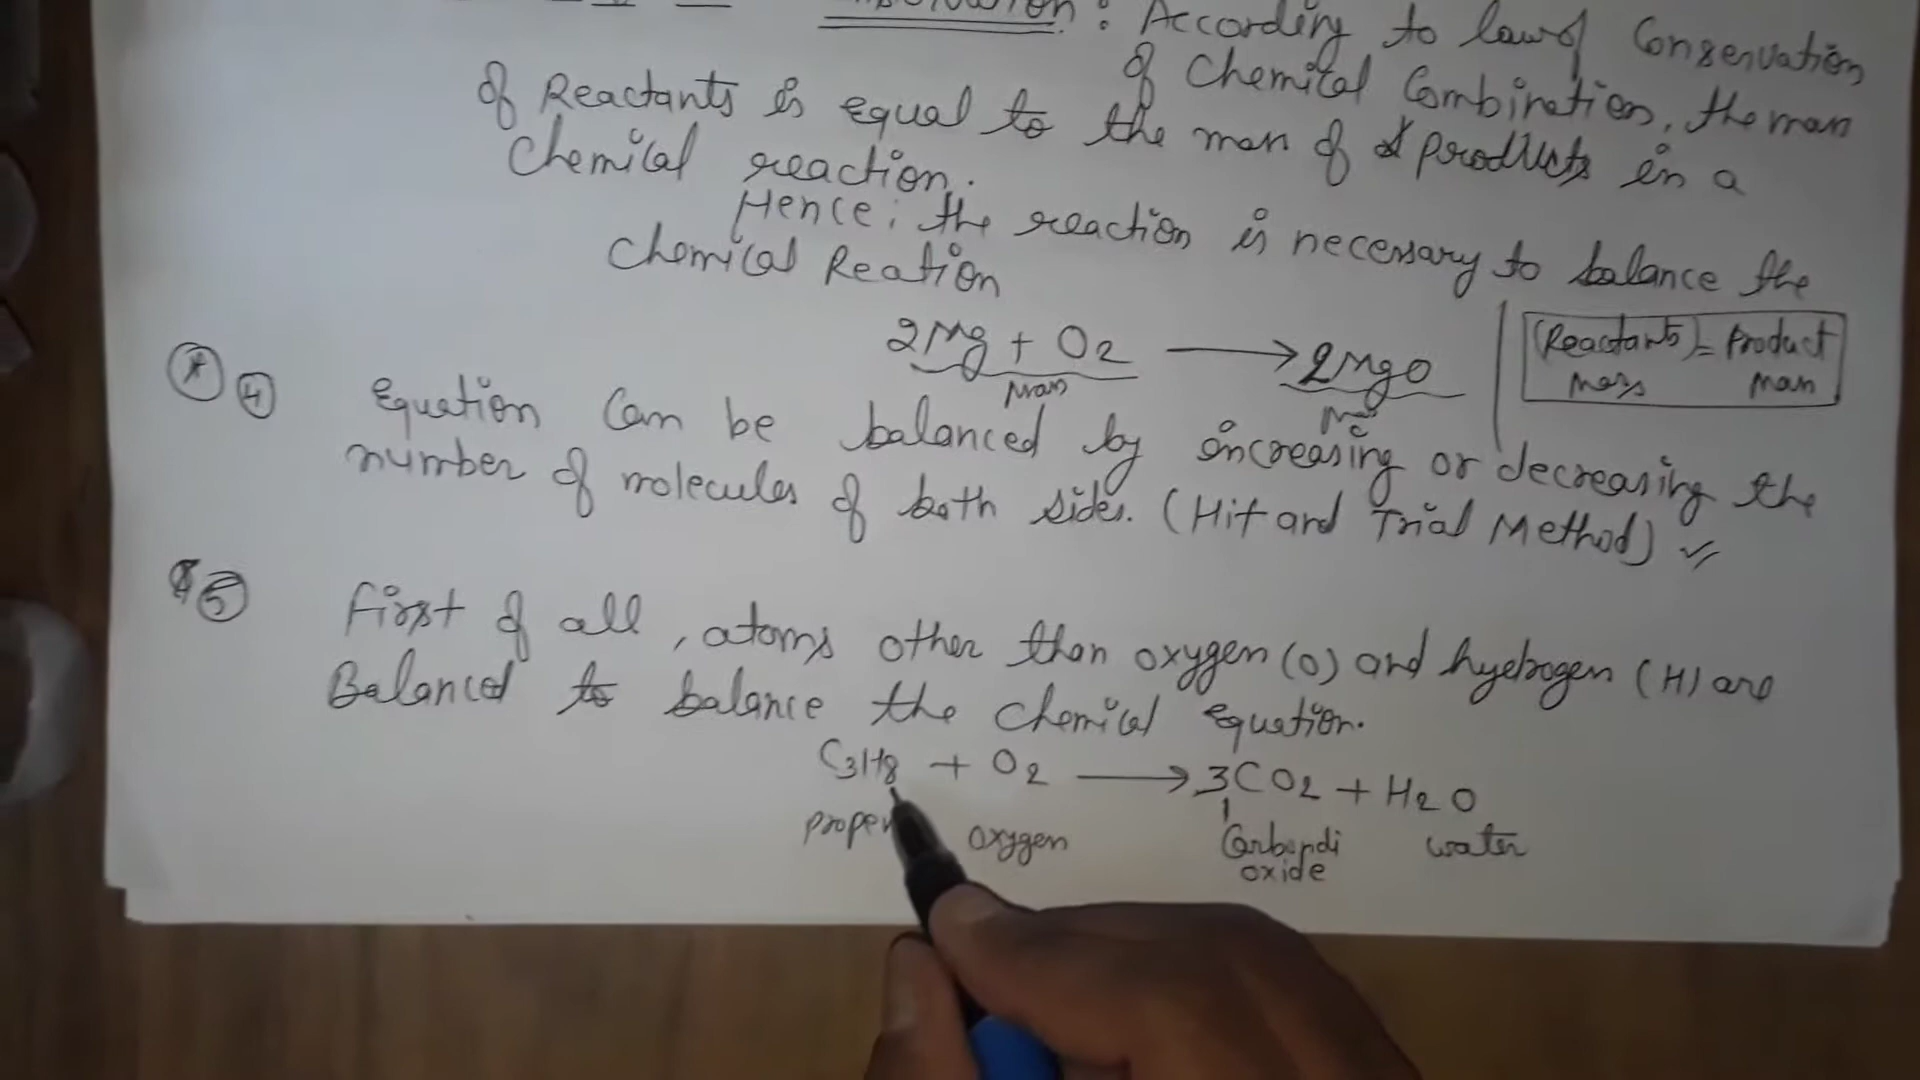 : According to law of Conservation
of Chemical Combination, the mass
of Reactants is equal to the mass of products in a
Chemical reaction.
Hence, the reaction is necessary to balance the
Chemical Reation
2Mg + O2 → 2MgO
Mass
(Reactants) = Product
Mass Mass
4 Equation Can be balanced by increasing or decreasing the
number of molecules of both sides. (Hit and Trial Method)
5 First of all, atoms other than oxygen (O) and hydrogen (H) are
Balanced to balance the chemical equation.
C3H8 + O2 → 3CO2 + H2O
propen oxygen Carbondi water
oxide